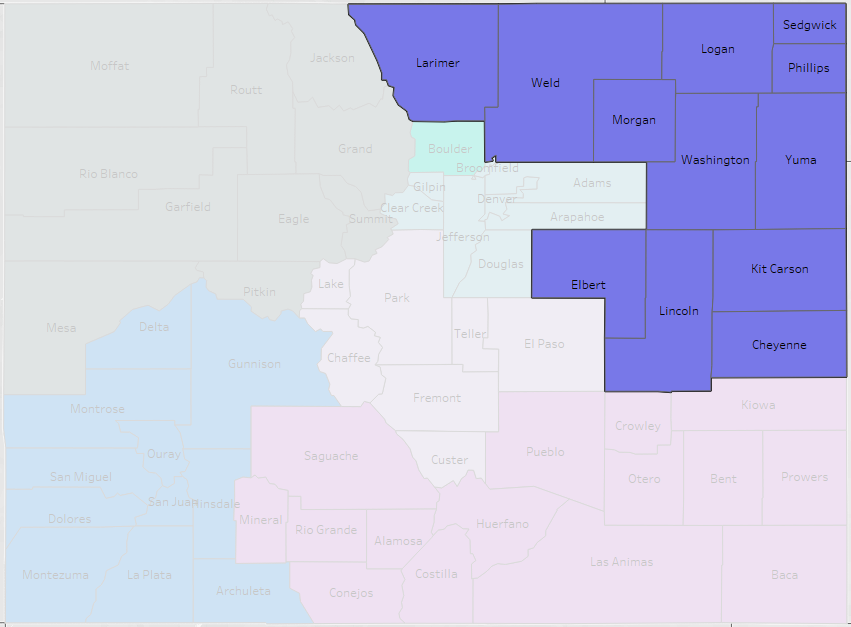 Sedgwick
Larimer
Logan
Jackson
Moffat
Phillips
Weld
Routt
Morgan
Grand
Boulder
Washington
Yuma
Broomfield
Rio Blanco
Gilpin
Adams
Denver
Garfield
Clear Creek
Eagle
Summit
Arapahoe
Jefferson
Douglas
Kit Carson
Lake
Elbert
Pitkin
Park
Lincoln
Mesa
Delta
Teller
El Paso
Cheyenne
Chaffee
Gunnison
Fremont
Montrose
Kiowa
Crowley
Ouray
Saguache
Custer
Pueblo
San Miguel
Otero
Bent
Prowers
San Juan
Hinsdale
Dolores
Mineral
Rio Grande
Huerfano
Alamosa
Las Animas
Montezuma
La Plata
Costilla
Baca
Archuleta
Conejos